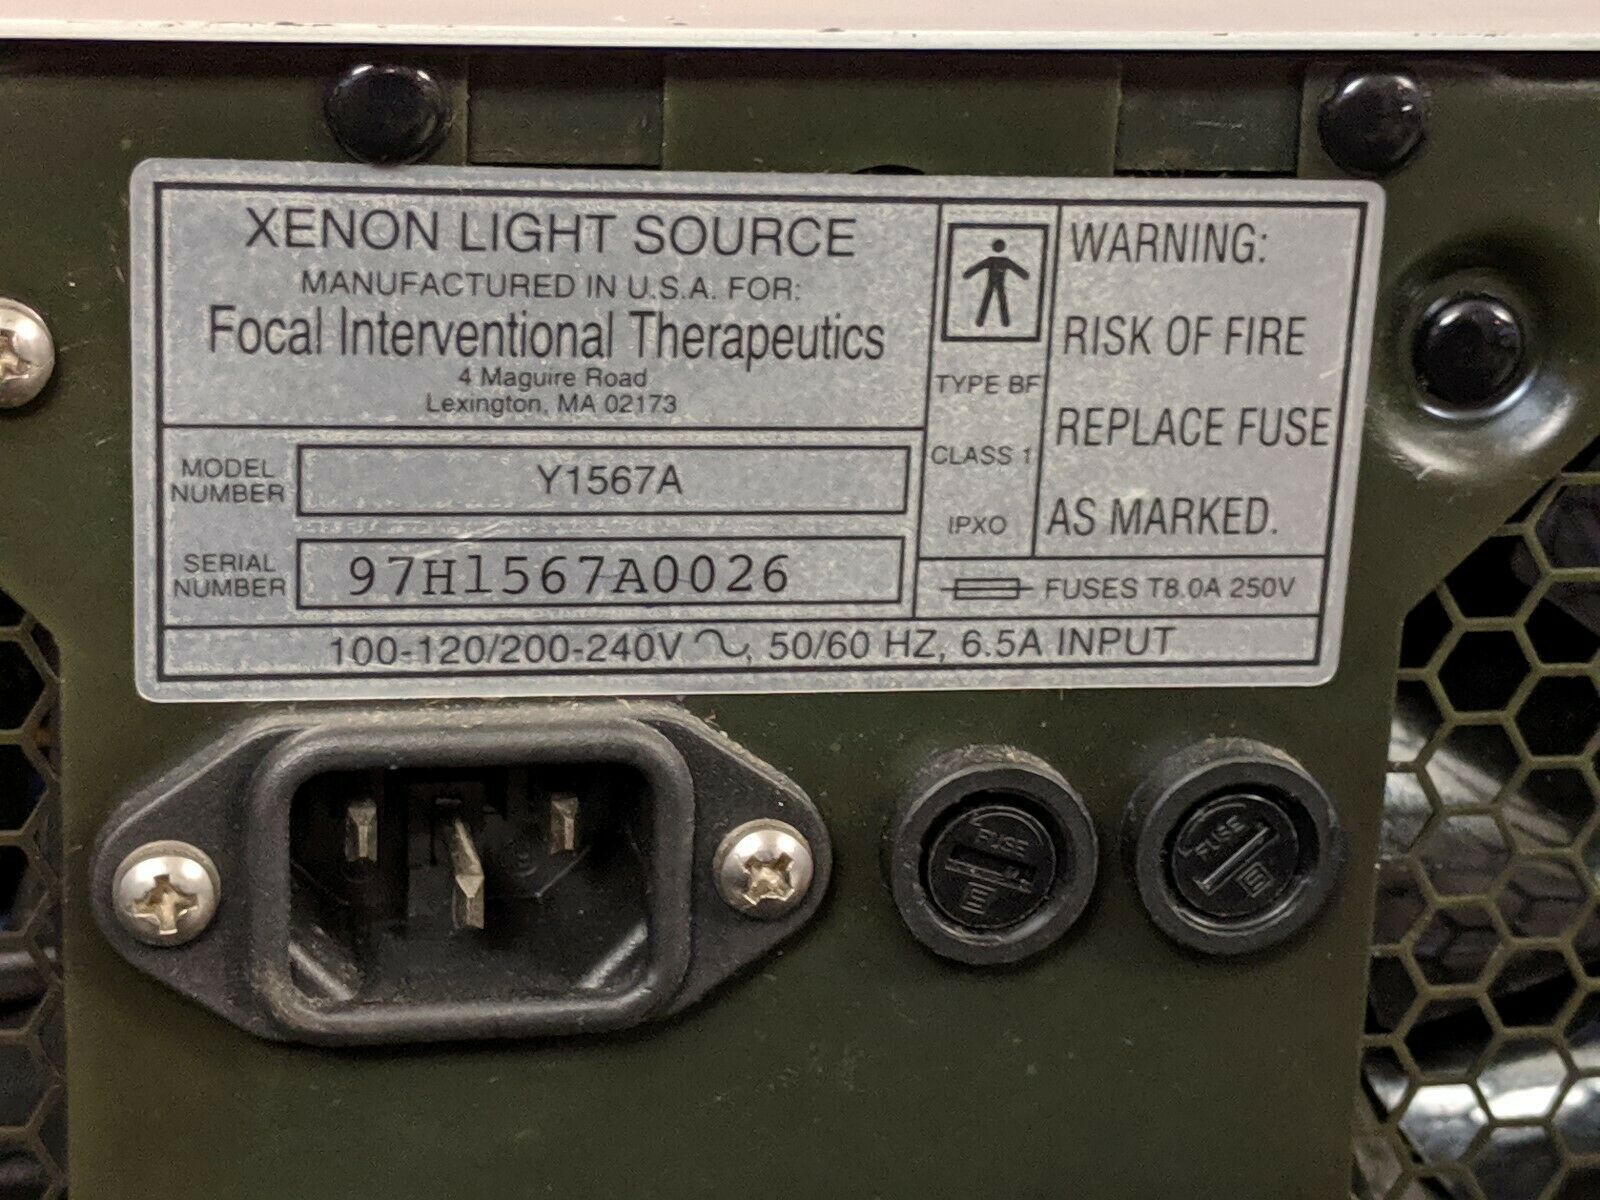 XENON LIGHT SOURCE
MANUFACTURED IN U.S.A. FOR:
Focal Interventional Therapeutics
4 Maguire Road
Lexington, MA 02173
MODEL
NUMBER
Y1567A
SERIAL
NUMBER
97H1567A0026
TYPE BF
CLASS 1
IPXO
WARNING:
RISK OF FIRE
REPLACE FUSE
AS MARKED.
FUSES T8.0A 250V
100-120/200-240V ∿, 50/60 HZ, 6.5A INPUT
FUSE
FUSE